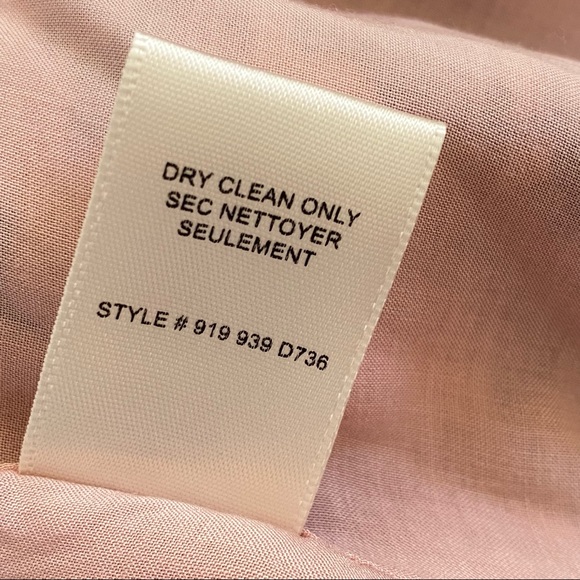 DRY CLEAN ONLY
SEC NETTOYER
SEULEMENT
STYLE # 919 939 D736